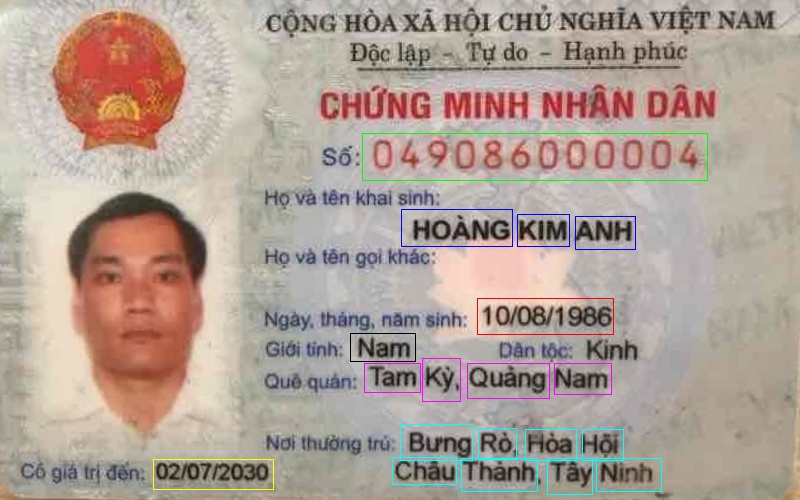 CỘNG HÒA XÃ HỘI CHỦ NGHĨA VIỆT NAM
Độc lập - Tự do - Hạnh phúc
CHỨNG MINH NHÂN DÂN
Số: 049086000004
Họ và tên khai sinh:
HOÀNG KIM ANH
Họ và tên gọi khác:
Ngày, tháng, năm sinh: 10/08/1986
Giới tính: Nam Dân tộc: Kinh
Quê quán: Tam Kỳ, Quảng Nam
Nơi thường trú: Bưng Rò, Hòa Hội
Châu Thành, Tây Ninh
Có giá trị đến: 02/07/2030